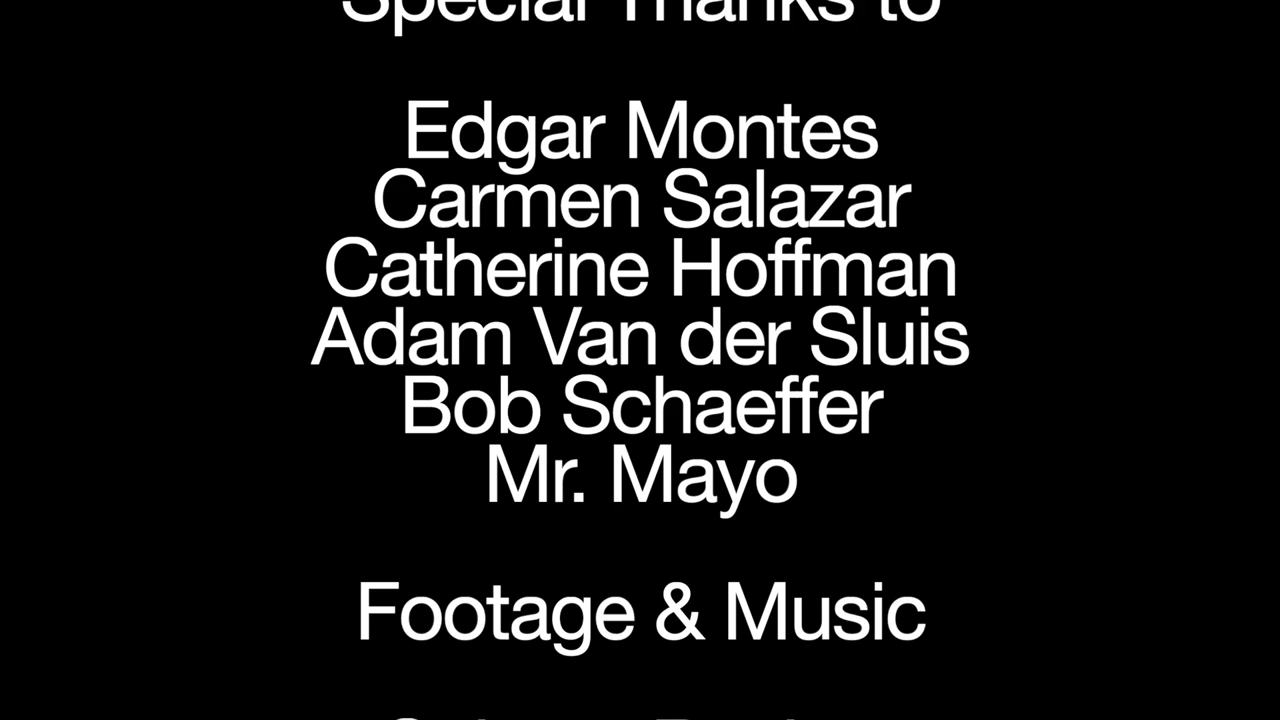 Special Thanks to
Edgar Montes
Carmen Salazar
Catherine Hoffman
Adam Van der Sluis
Bob Schaeffer
Mr. Mayo
Footage & Music